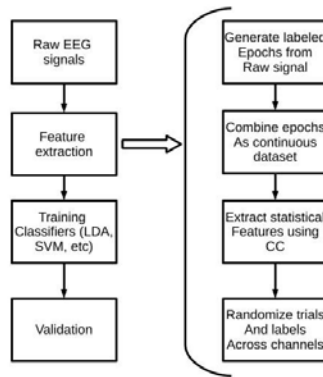 Raw EEG
signals
Feature
extraction
Training
Classifiers (LDA,
SVM, etc)
Validation
Generate labeled
Epochs from
Raw signal
Combine epochs
As continuous
dataset
Extract statistical
Features using
CC
Randomize trials
And labels
Across channels